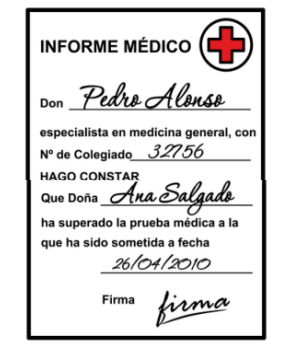 INFORME MÉDICO
Don Pedro Alonso
especialista en medicina general, con
Nº de Colegiado 32756
HAGO CONSTAR
Que Doña Ana Salgado
ha superado la prueba médica a la
que ha sido sometida a fecha
26/04/2010
Firma firma